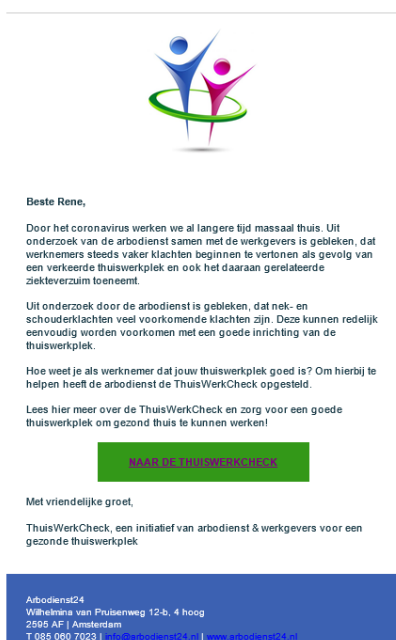 Beste Rene,
Door het coronavirus werken we al langere tijd massaal thuis. Uit
onderzoek van de arbodienst samen met de werkgevers is gebleken, dat
werknemers steeds vaker klachten beginnen te vertonen als gevolg van
een verkeerde thuiswerkplek en ook het daaraan gerelateerde
ziekteverzuim toeneemt.
Uit onderzoek door de arbodienst is gebleken, dat nek- en
schouderklachten veel voorkomende klachten zijn. Deze kunnen redelijk
eenvoudig worden voorkomen met een goede inrichting van de
thuiswerkplek.
Hoe weet je als werknemer dat jouw thuiswerkplek goed is? Om hierbij te
helpen heeft de arbodienst de ThuisWerkCheck opgesteld.
Lees hier meer over de ThuisWerkCheck en zorg voor een goede
thuiswerkplek om gezond thuis te kunnen werken!
NAAR DE THUISWERKCHECK
Met vriendelijke groet,
ThuisWerkCheck, een initiatief van arbodienst & werkgevers voor een
gezonde thuiswerkplek
Arbodienst24
Wilhelmina van Pruisenweg 12-b, 4 hoog
2595 AF | Amsterdam
T 085 060 7023 | info@arbodienst24.nl | www.arbodienst24.nl